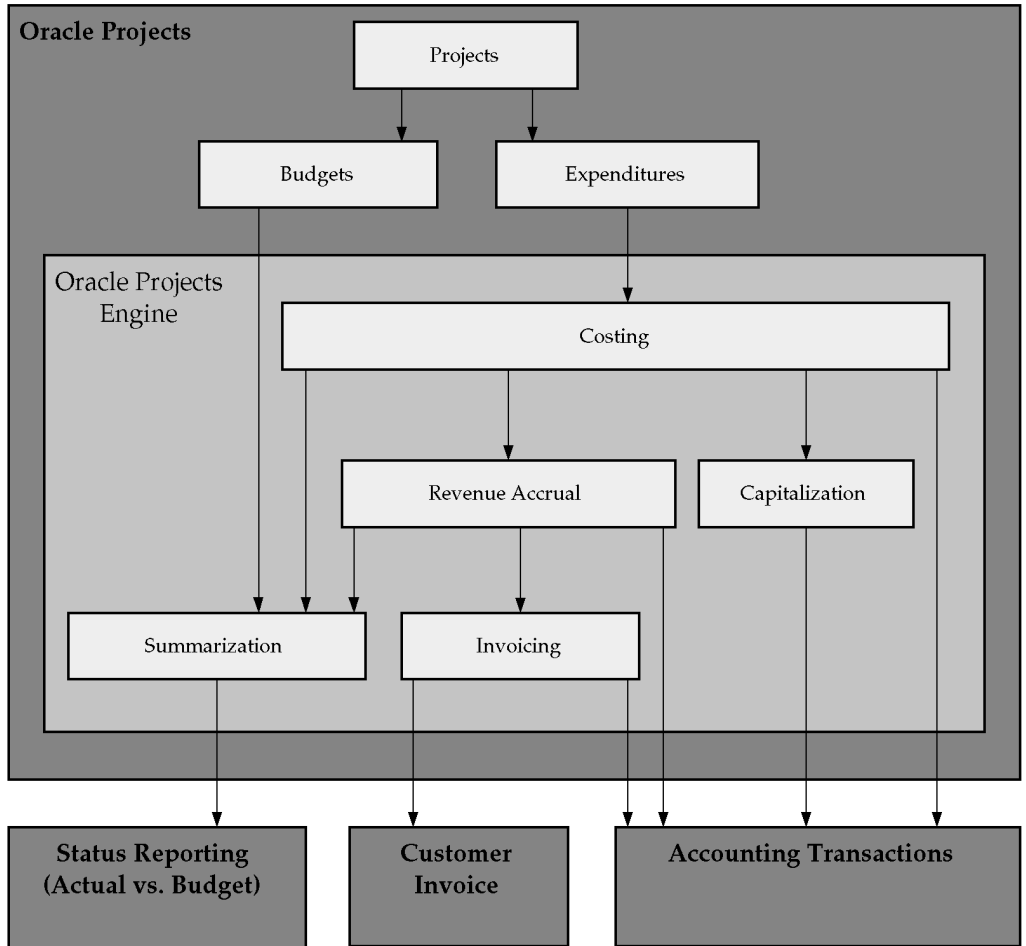 Oracle Projects
Projects
Budgets
Expenditures
Oracle Projects
Engine
Costing
Revenue Accrual
Capitalization
Summarization
Invoicing
Status Reporting
(Actual vs. Budget)
Customer
Invoice
Accounting Transactions